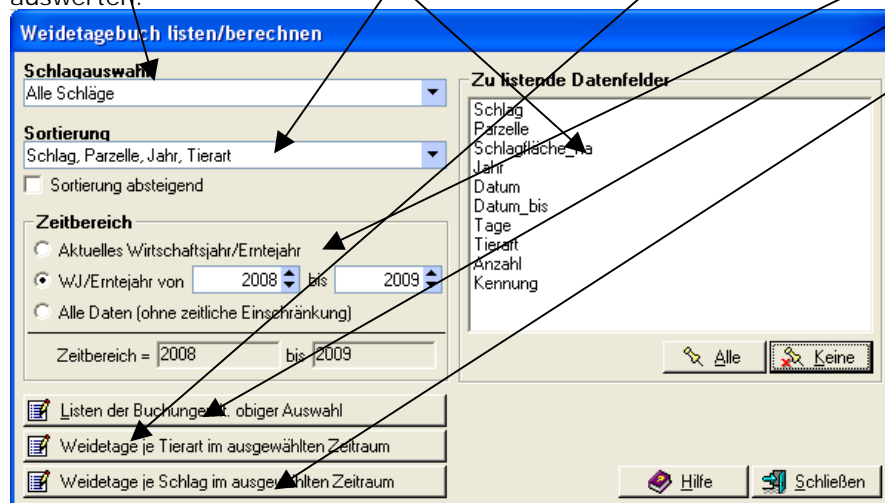 auswerten.
Weidetagebuch listen/berechnen
Schlagauswahl
Alle Schläge
Sortierung
Schlag, Parzelle, Jahr, Tierart
Sortierung absteigend
Zeitbereich
Aktuelles Wirtschaftsjahr/Erntejahr
WJ/Erntejahr von 2008 bis 2009
Alle Daten (ohne zeitliche Einschränkung)
Zeitbereich = 2008 bis 2009
Listen der Buchungen lt. obiger Auswahl
Weidetage je Tierart im ausgewählten Zeitraum
Weidetage je Schlag im ausgewählten Zeitraum
Zu listende Datenfelder
Schlag
Parzelle
Schlagfläche_ha
Jahr
Datum
Datum_bis
Tage
Tierart
Anzahl
Kennung
Alle Keine
Hilfe Schließen